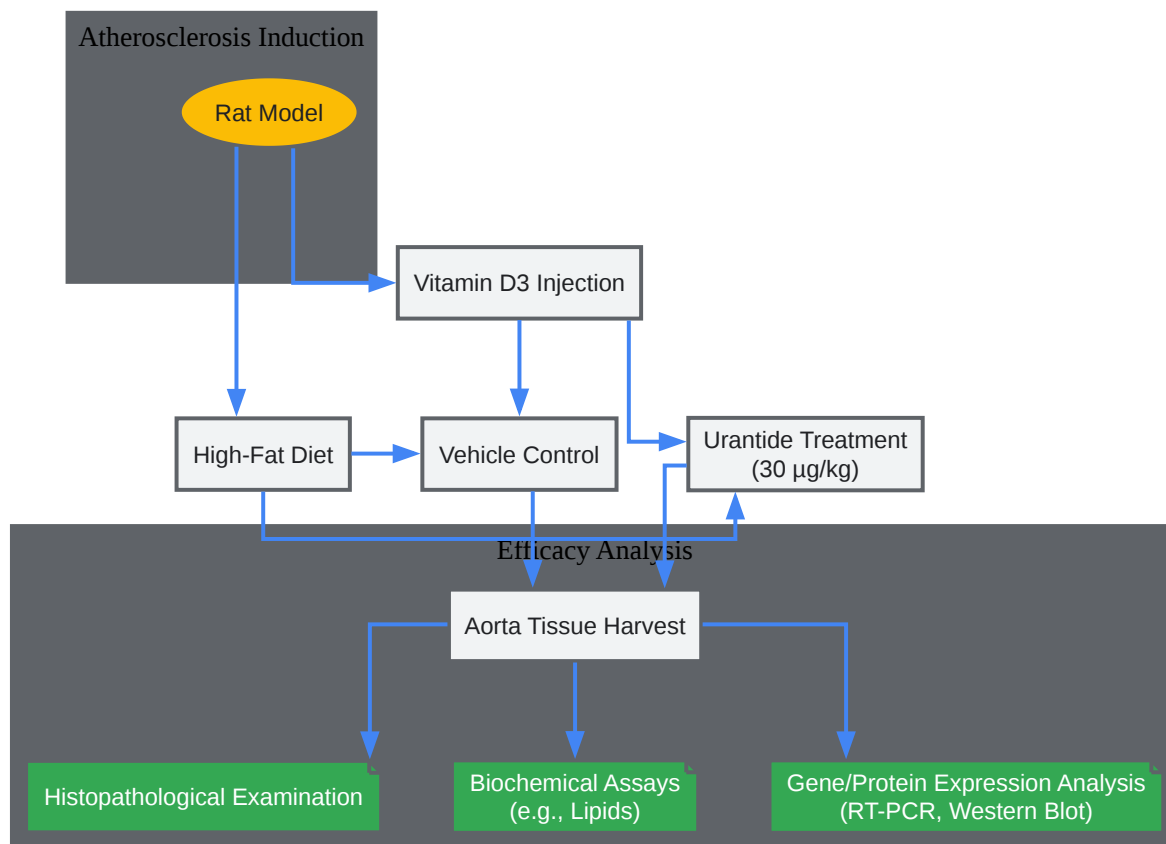 Atherosclerosis Induction
Rat Model
Vitamin D3 Injection
High-Fat Diet
Vehicle Control
Urantide Treatment
(30 µg/kg)
Efficacy Analysis
Aorta Tissue Harvest
Histopathological Examination
Biochemical Assays
(e.g., Lipids)
Gene/Protein Expression Analysis
(RT-PCR, Western Blot)